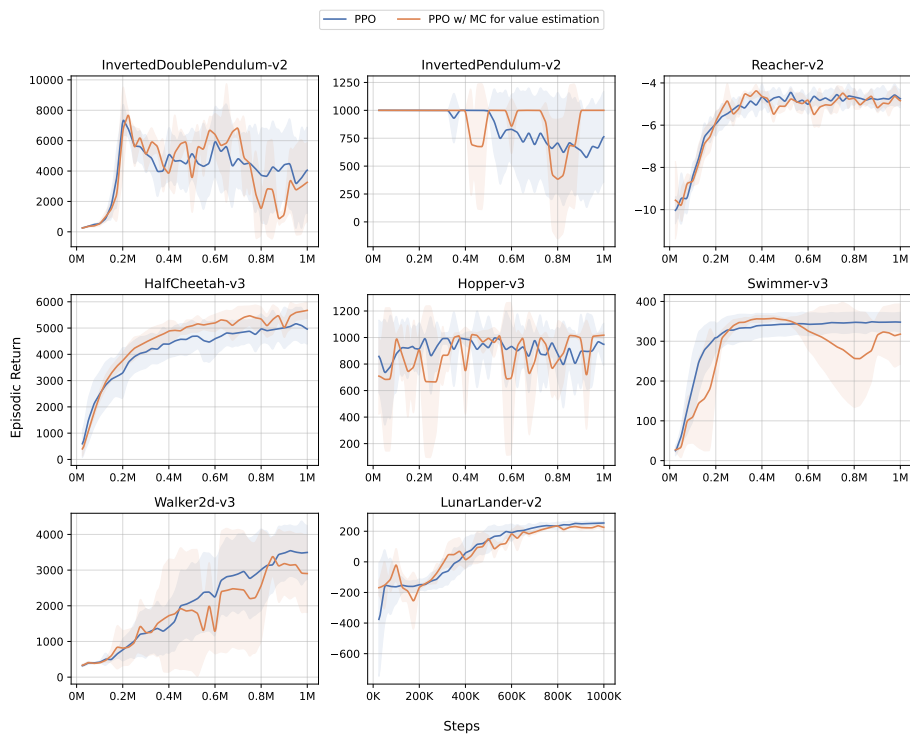 PPO
PPO w/ MC for value estimation
InvertedDoublePendulum-v2
10000
8000
6000
4000
2000
0
0M 0.2M 0.4M 0.6M 0.8M 1M
InvertedPendulum-v2
1250
1000
750
500
250
0
0M 0.2M 0.4M 0.6M 0.8M 1M
Reacher-v2
−4
−6
−8
−10
0M 0.2M 0.4M 0.6M 0.8M 1M
HalfCheetah-v3
6000
5000
4000
3000
2000
1000
0
0M 0.2M 0.4M 0.6M 0.8M 1M
Hopper-v3
1200
1000
800
600
400
200
0M 0.2M 0.4M 0.6M 0.8M 1M
Swimmer-v3
400
300
200
100
0
0M 0.2M 0.4M 0.6M 0.8M 1M
Episodic Return
Walker2d-v3
4000
3000
2000
1000
0
0M 0.2M 0.4M 0.6M 0.8M 1M
LunarLander-v2
200
0
−200
−400
−600
0K 200K 400K 600K 800K 1000K
Steps